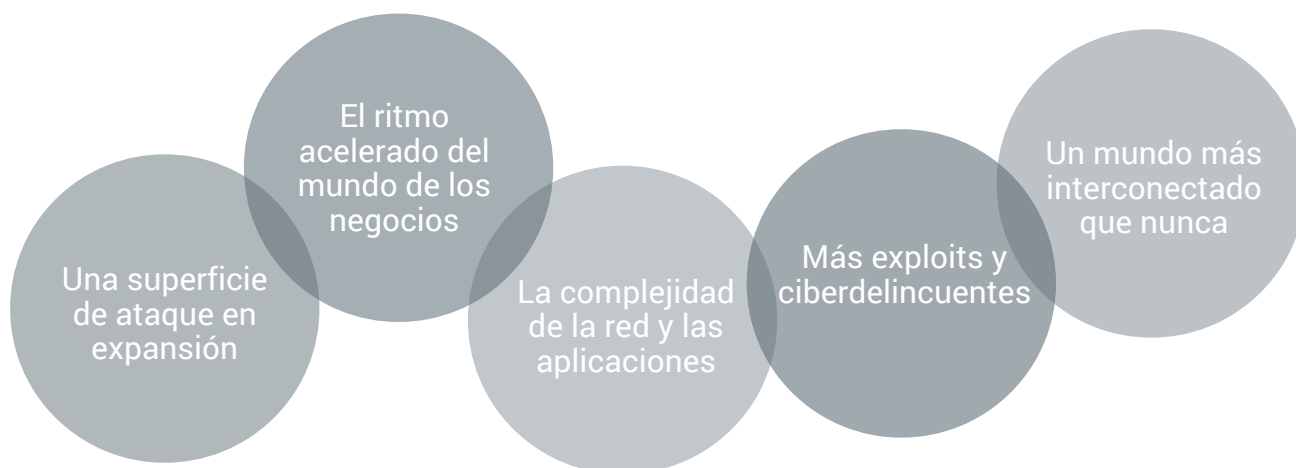 Una superficie
de ataque en
expansión
El ritmo
acelerado del
mundo de los
negocios
La complejidad
de la red y las
aplicaciones
Más exploits y
ciberdelincuentes
Un mundo más
interconectado
que nunca